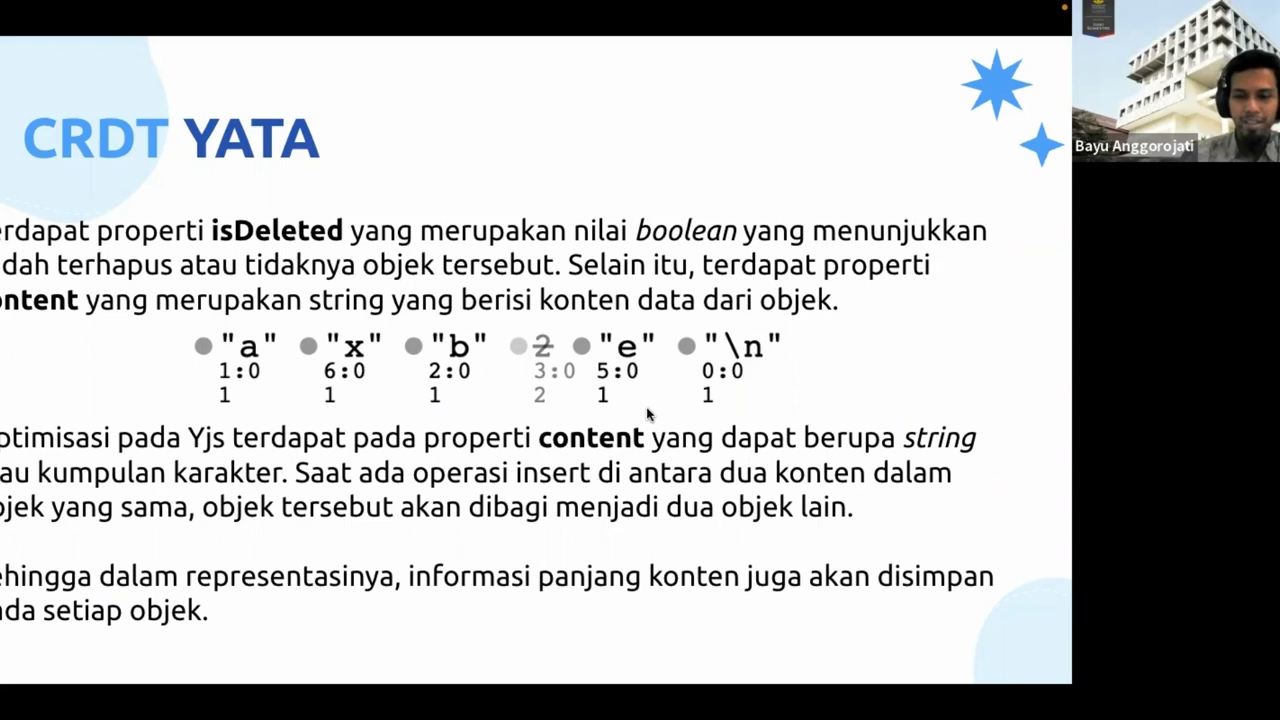 CRDT YATA
erdapat properti isDeleted yang merupakan nilai boolean yang menunjukkan
dah terhapus atau tidaknya objek tersebut. Selain itu, terdapat properti
ontent yang merupakan string yang berisi konten data dari objek.
"a" "x" "b" 2 "e" "\n"
1:0 6:0 2:0 3:0 5:0 0:0
1 1 1 2 1 1
ptimisasi pada Yjs terdapat pada properti content yang dapat berupa string
au kumpulan karakter. Saat ada operasi insert di antara dua konten dalam
bjek yang sama, objek tersebut akan dibagi menjadi dua objek lain.
ehingga dalam representasinya, informasi panjang konten juga akan disimpan
ada setiap objek.
Bayu Anggorojati